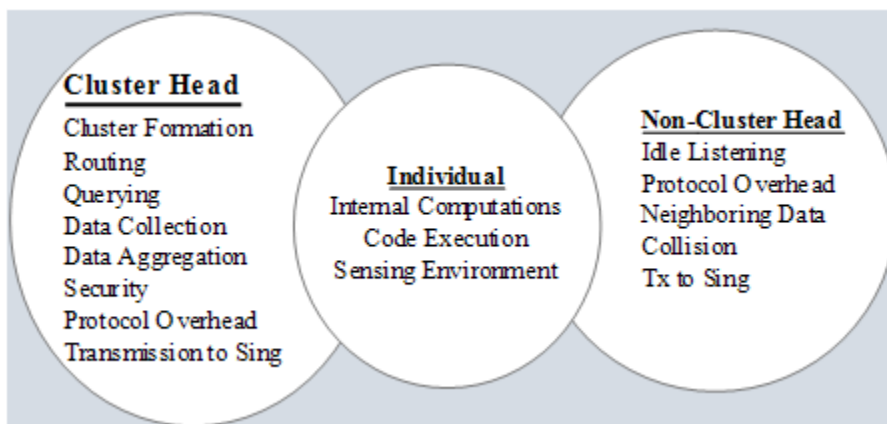 Cluster Head
Cluster Formation
Routing
Querying
Data Collection
Data Aggregation
Security
Protocol Overhead
Transmission to Sing
Individual
Internal Computations
Code Execution
Sensing Environment
Non-Cluster Head
Idle Listening
Protocol Overhead
Neighboring Data
Collision
Tx to Sing